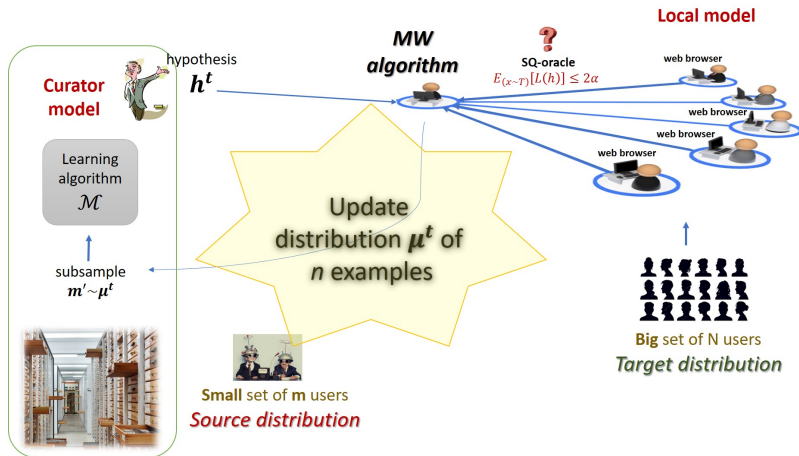 Curator
model
hypothesis
h^t
Learning
algorithm
ℳ
subsample
m'~μ^t
MW
algorithm
?
SQ-oracle
E_(x~T)[L(h)] ≤ 2α
Local model
web browser
web browser
web browser
web browser
web browser
Update
distribution μ^t of
n examples
Small set of m users
Source distribution
Big set of N users
Target distribution